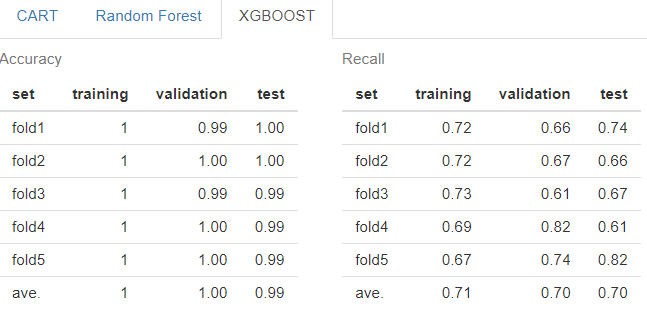 CART Random Forest XGBOOST
Accuracy
set training validation test
fold1 1 0.99 1.00
fold2 1 1.00 1.00
fold3 1 0.99 0.99
fold4 1 1.00 0.99
fold5 1 1.00 0.99
ave. 1 1.00 0.99
Recall
set training validation test
fold1 0.72 0.66 0.74
fold2 0.72 0.67 0.66
fold3 0.73 0.61 0.67
fold4 0.69 0.82 0.61
fold5 0.67 0.74 0.82
ave. 0.71 0.70 0.70